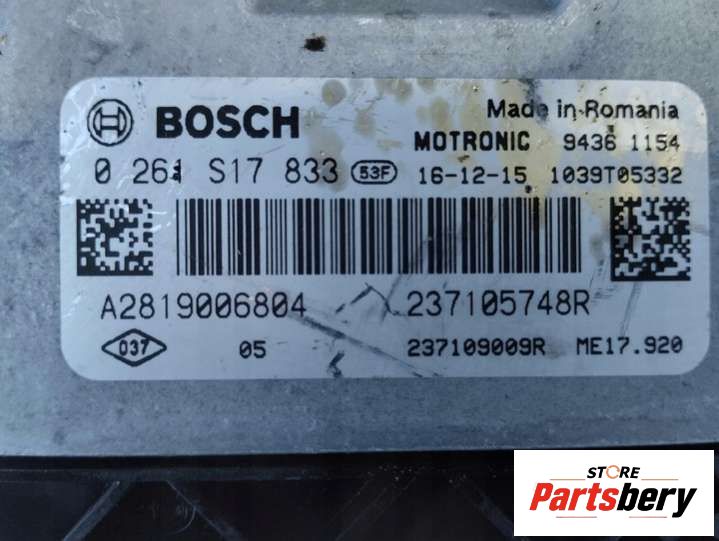 BOSCH
Made in Romania
MOTRONIC 9436 1154
0 261 S17 833 53F 16-12-15 1039T05332
A2819006804 237105748R
037 05 237109009R ME17.920
STORE
Partsbery